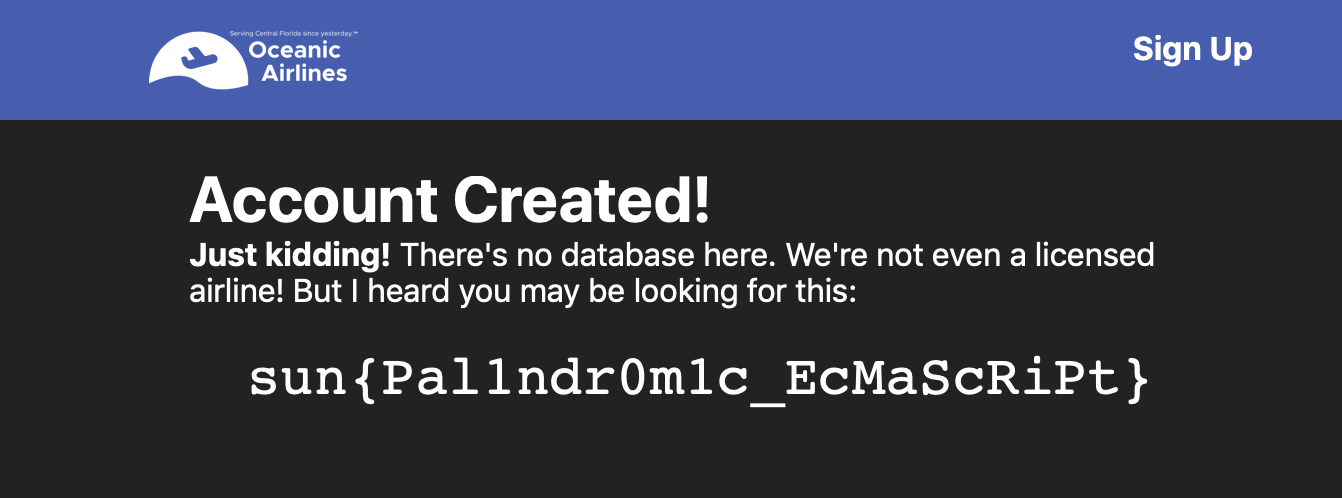 Serving Central Florida since yesterday.™
Oceanic
Airlines
Sign Up
Account Created!
Just kidding! There's no database here. We're not even a licensed
airline! But I heard you may be looking for this:
sun{Pal1ndr0m1c_EcMaScRiPt}